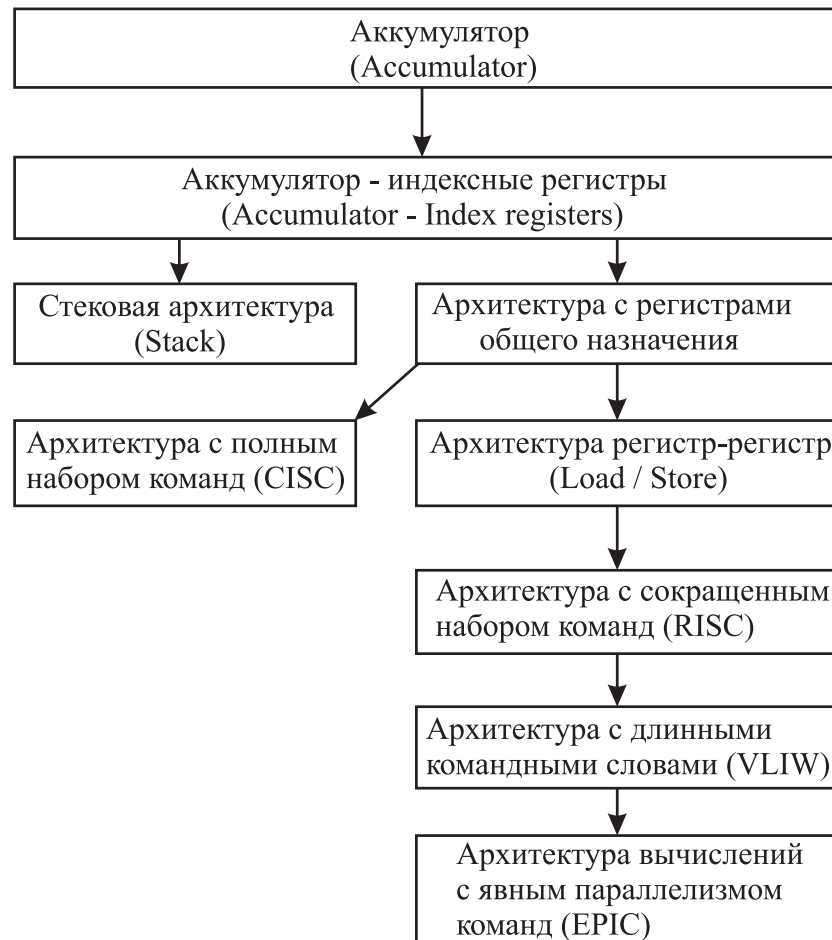 Аккумулятор
(Accumulator)
Аккумулятор - индексные регистры
(Accumulator - Index registers)
Стековая архитектура
(Stack)
Архитектура с регистрами
общего назначения
Архитектура с полным
набором команд (CISC)
Архитектура регистр-регистр
(Load / Store)
Архитектура с сокращенным
набором команд (RISC)
Архитектура с длинными
командными словами (VLIW)
Архитектура вычислений
с явным параллелизмом
команд (EPIC)